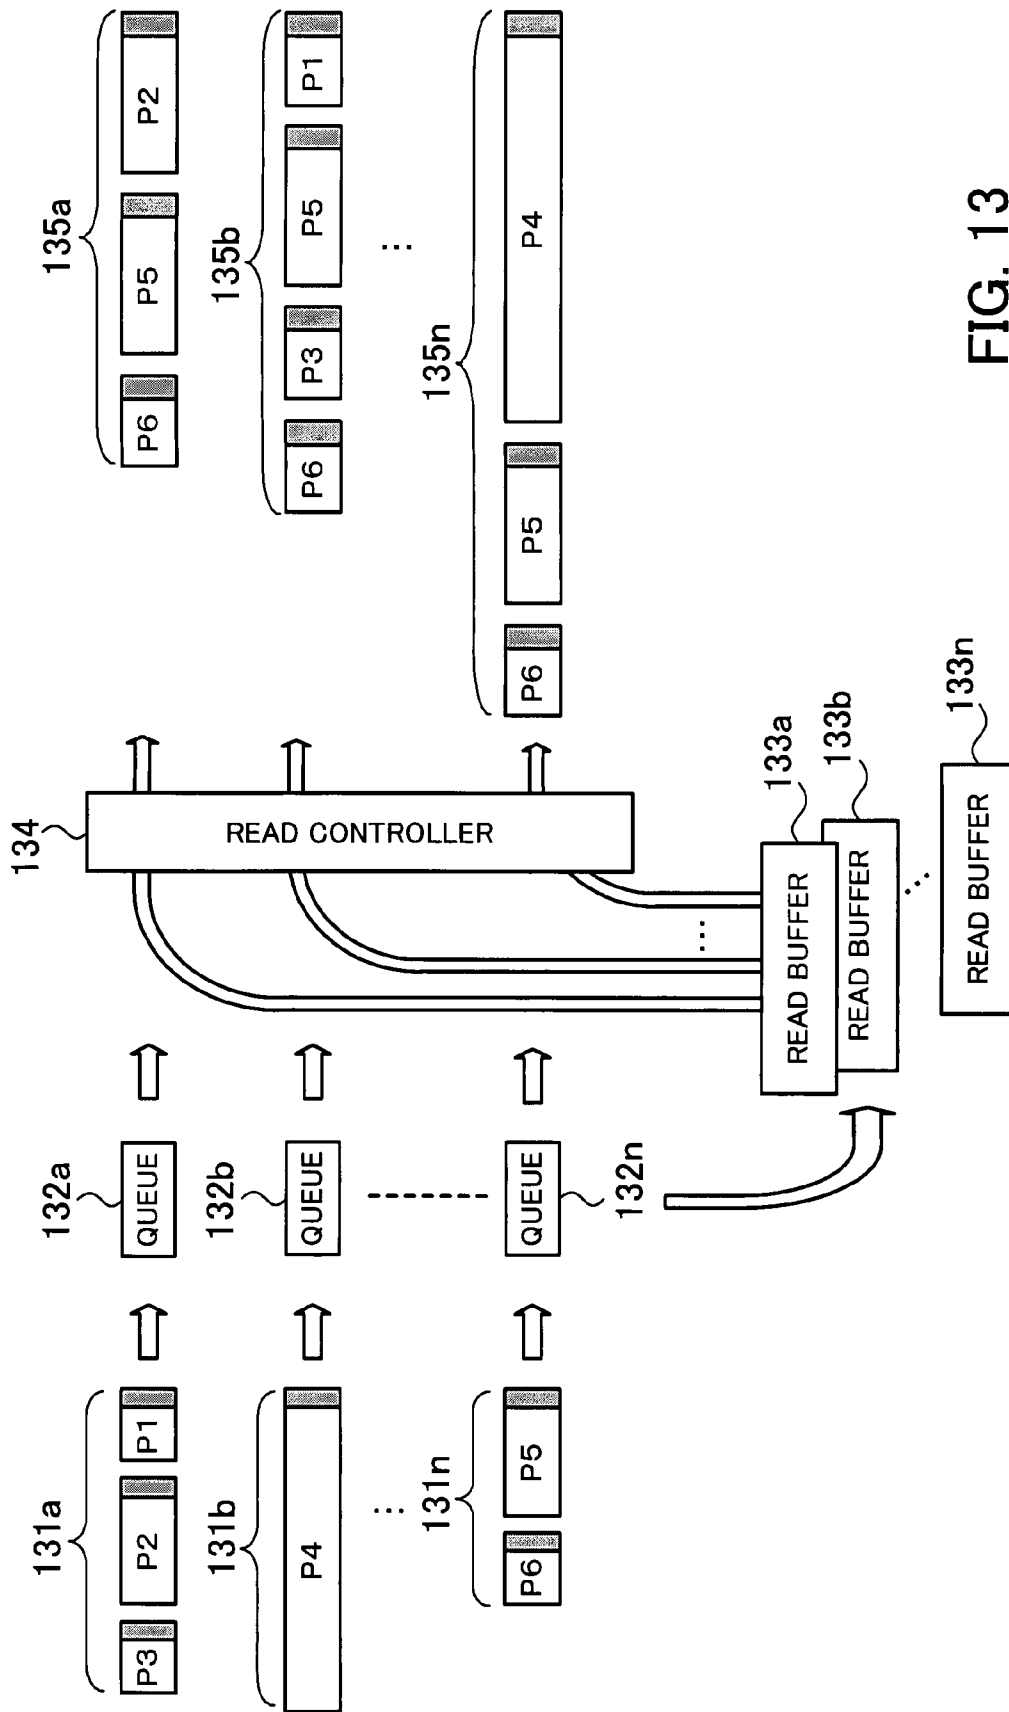 131a
P3
P2
P1
131b
P4
...
131n
P6
P5
132a
QUEUE
132b
QUEUE
132n
QUEUE
134
READ CONTROLLER
...
133a
READ BUFFER
133b
READ BUFFER
...
133n
READ BUFFER
135a
P6
P5
P2
135b
P6
P3
P5
P1
...
135n
P6
P5
P4
FIG. 13